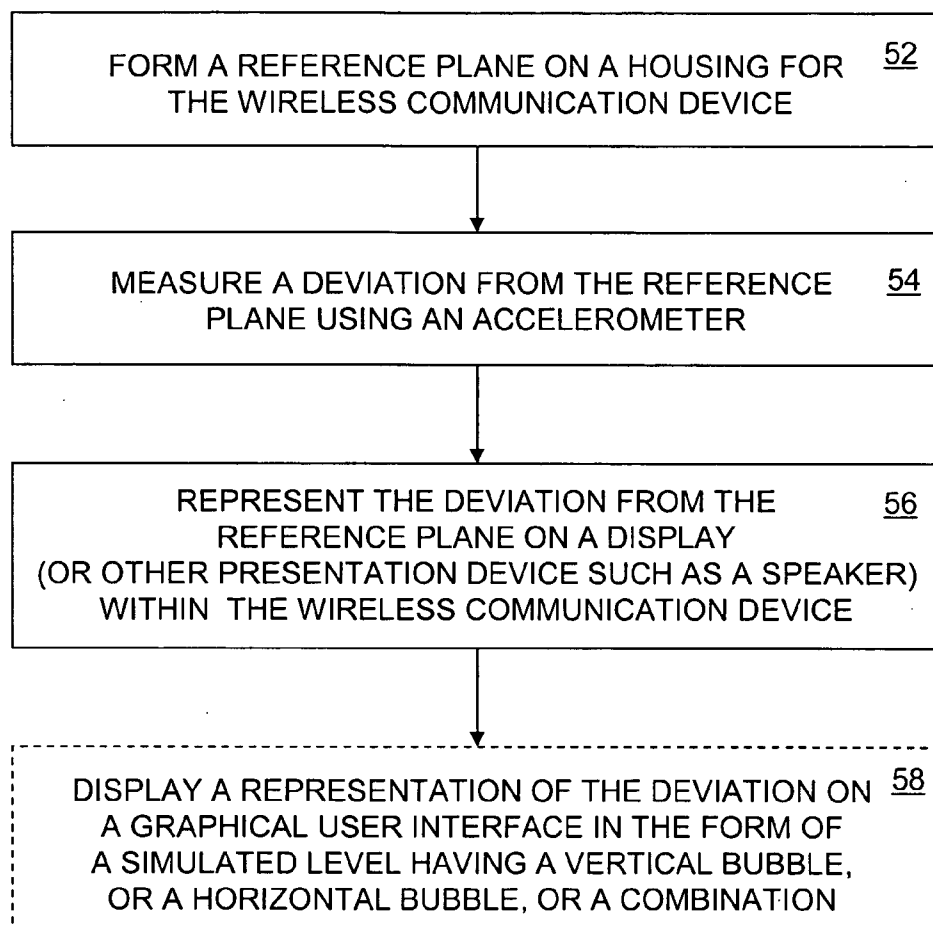 FORM A REFERENCE PLANE ON A HOUSING FOR 52
THE WIRELESS COMMUNICATION DEVICE
MEASURE A DEVIATION FROM THE REFERENCE 54
PLANE USING AN ACCELEROMETER
REPRESENT THE DEVIATION FROM THE 56
REFERENCE PLANE ON A DISPLAY
(OR OTHER PRESENTATION DEVICE SUCH AS A SPEAKER)
WITHIN THE WIRELESS COMMUNICATION DEVICE
DISPLAY A REPRESENTATION OF THE DEVIATION ON 58
A GRAPHICAL USER INTERFACE IN THE FORM OF
A SIMULATED LEVEL HAVING A VERTICAL BUBBLE,
OR A HORIZONTAL BUBBLE, OR A COMBINATION